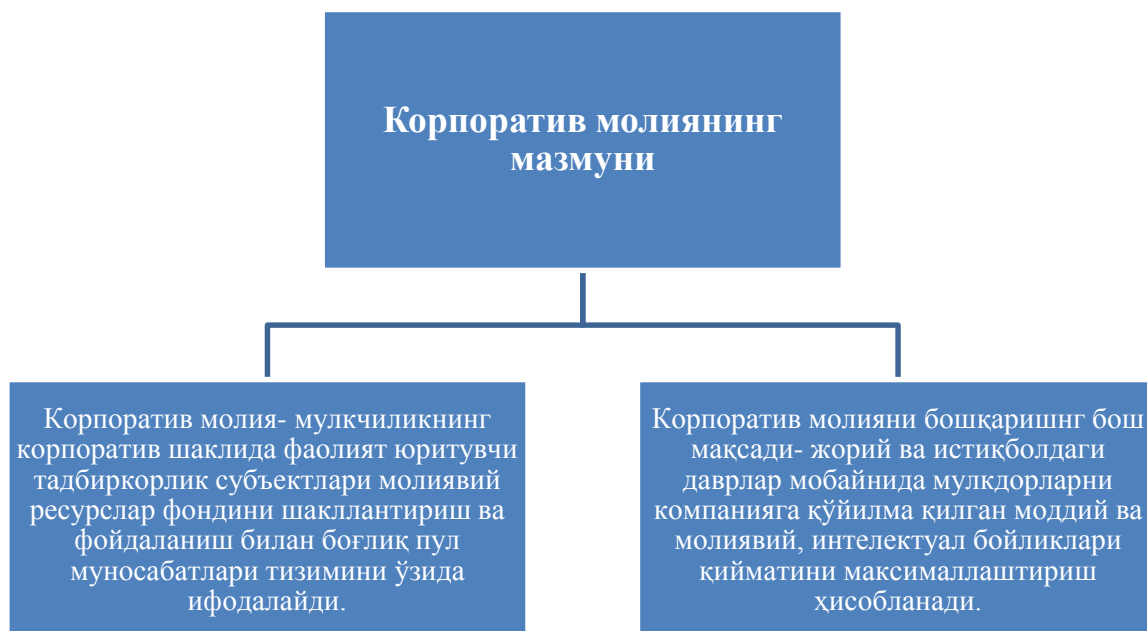 Корпоратив молиянинг
мазмуни
Корпоратив молия- мулкчиликнинг
корпоратив шаклида фаолият юритувчи
тадбиркорлик субъектлари молиявий
ресурслар фондини шакллантириш ва
фойдаланиш билан боғлиқ пул
муносабатлари тизимини ўзида
ифодалайди.
Корпоратив молияни бошқаришнг бош
мақсади- жорий ва истиқболдаги
даврлар мобайнида мулкдорларни
компанияга қўйилма қилган моддий ва
молиявий, интелектуал бойликлари
қийматини максималлаштириш
ҳисобланади.